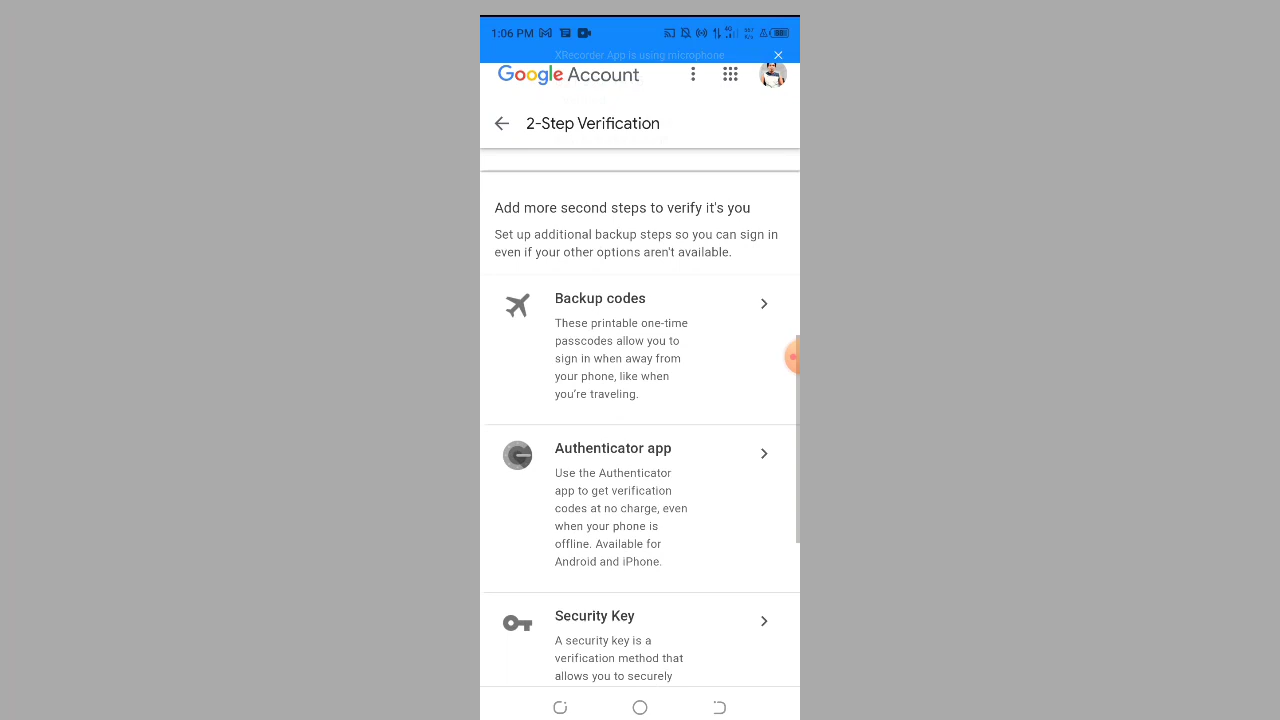 1:06 PM
XRecorder App is using microphone
Google Account
2-Step Verification
Add more second steps to verify it's you
Set up additional backup steps so you can sign in
even if your other options aren't available.
Backup codes
These printable one-time
passcodes allow you to
sign in when away from
your phone, like when
you're traveling.
Authenticator app
Use the Authenticator
app to get verification
codes at no charge, even
when your phone is
offline. Available for
Android and iPhone.
Security Key
A security key is a
verification method that
allows you to securely